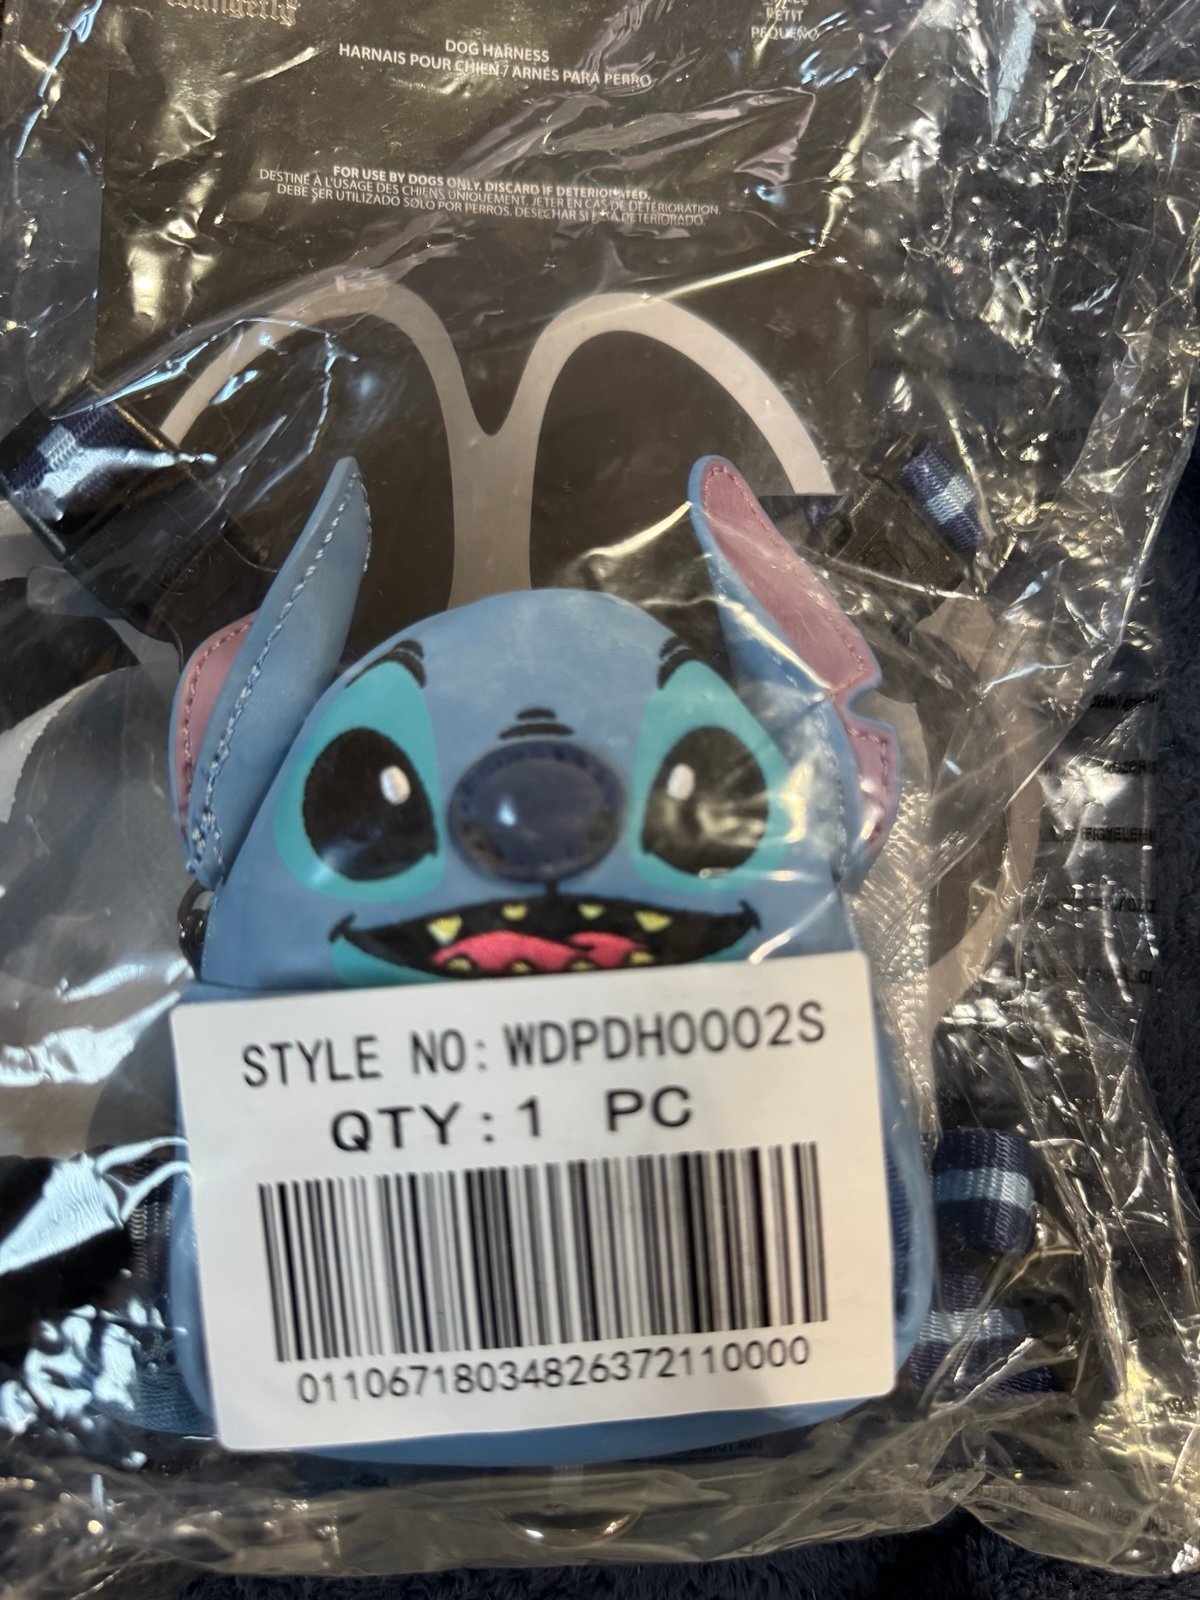 Loungefly
PETIT
PEQUEÑO
DOG HARNESS
HARNAIS POUR CHIEN / ARNÉS PARA PERRO
FOR USE BY DOGS ONLY. DISCARD IF DETERIORATED.
DESTINÉ À L'USAGE DES CHIENS UNIQUEMENT. JETER EN CAS DE DÉTÉRIORATION.
DEBE SER UTILIZADO SOLO POR PERROS. DESECHAR SI ESTÁ DETERIORADO.
STYLE NO: WDPDH0002S
QTY: 1 PC
01106718034826372110000